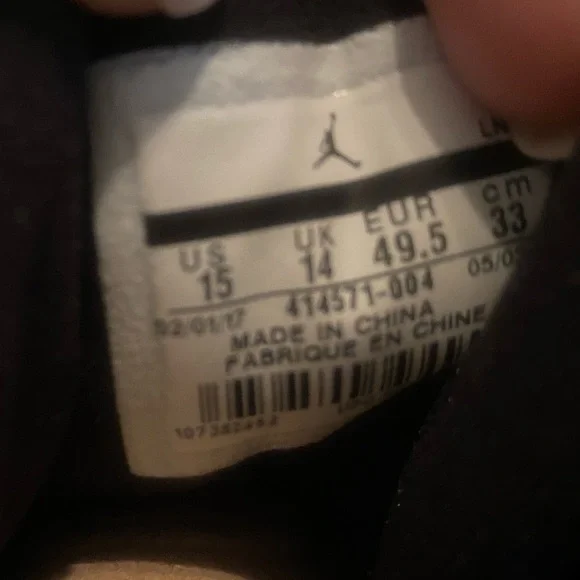 US UK EUR cm
15 14 49.5 33
414571-004
02/01/17
MADE IN CHINA
FABRIQUE EN CHINE